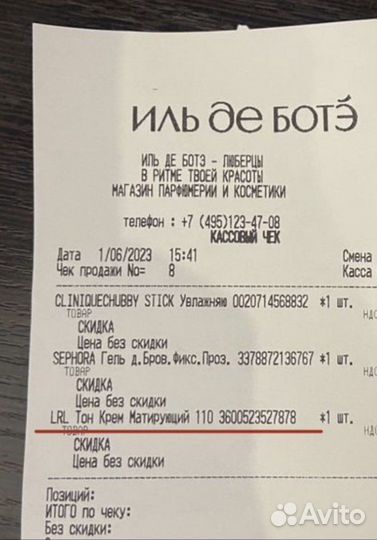 ИЛЬ де БОТЭ
ИЛЬ ДЕ БОТЭ - ЛЮБЕРЦЫ
В РИТМЕ ТВОЕЙ КРАСОТЫ
МАГАЗИН ПАРФЮМЕРИИ И КОСМЕТИКИ
телефон : +7 (495)123-47-08
КАССОВЫЙ ЧЕК
Дата 1/06/2023 15:41 Смена
Чек продажи No= 8 Касса
CLINIQUECHUBBY STICK Увлажняю 0020714568832 *1 шт.
ТОВАР НДС
СКИДКА
Цена без скидки
SEPHORA Гель д.Бров.Фикс.Проз. 3378872136767 *1 шт.
ТОВАР НДС
СКИДКА
Цена без скидки
LRL Тон Крем Матирующий 110 3600523527878 *1 шт.
ТОВАР НДС
СКИДКА
Цена без скидки
Позиций:
ИТОГО по чеку:
Без скидки:
Avito